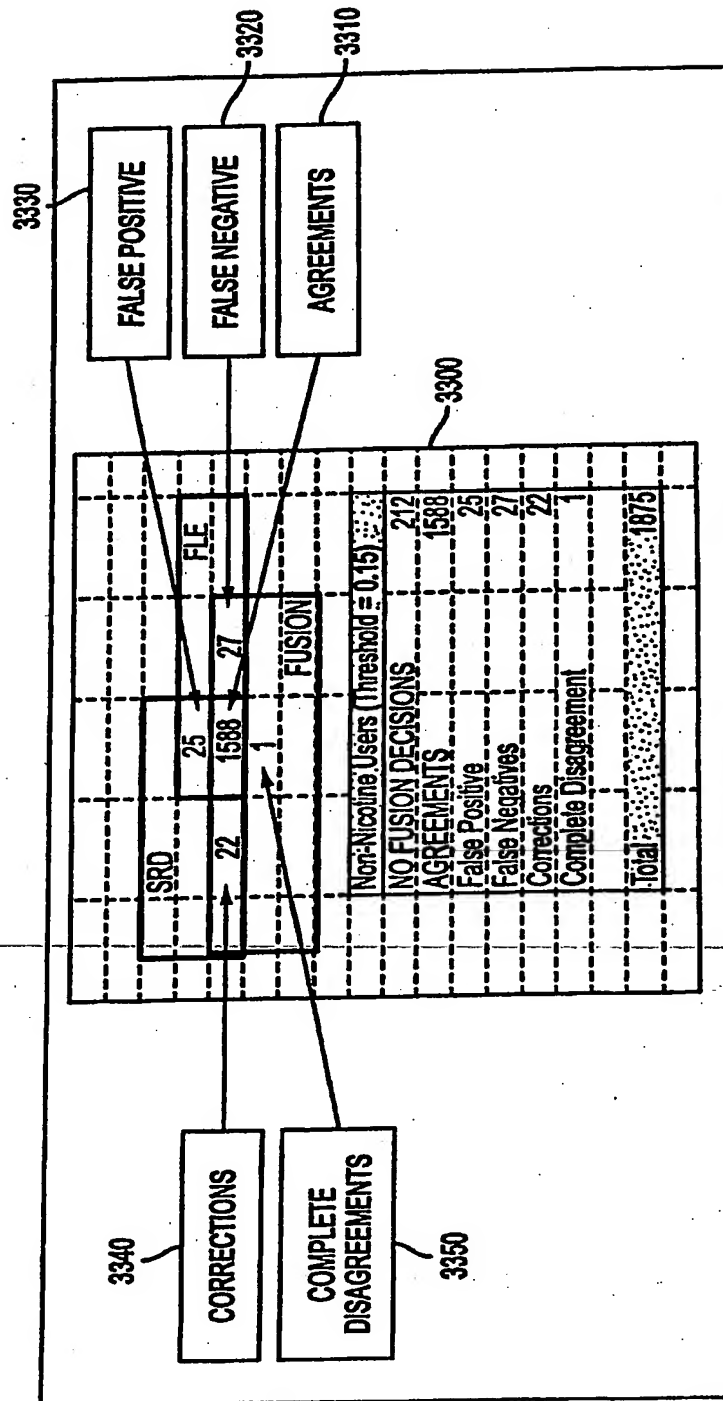 3330
FALSE POSITIVE
3320
FALSE NEGATIVE
3310
AGREEMENTS
3340
CORRECTIONS
3350
COMPLETE
DISAGREEMENTS
3300
SRD
25
FLE
22
1588
27
1
FUSION
Non-Nicotine Users (Threshold = 0.15)
NO FUSION DECISIONS 212
AGREEMENTS 1588
False Positive 25
False Negatives 27
Corrections 22
Complete Disagreement 1
Total 1875